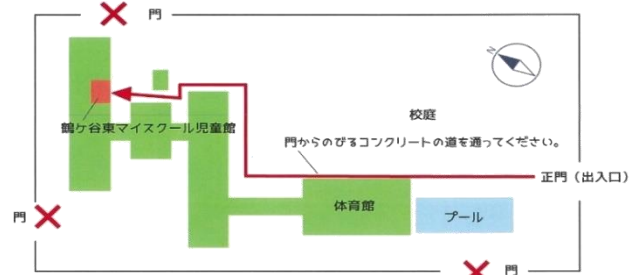 門
N
校庭
鶴ケ谷東マイスクール児童館
門からのびるコンクリートの道を通ってください。
正門（出入口）
体育館
プール
門
門